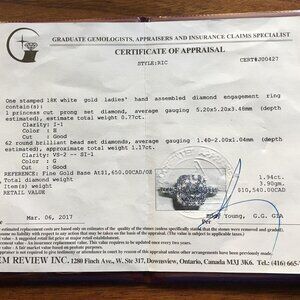 GRADUATE GEMOLOGISTS, APPRAISERS AND INSURANCE CLAIMS SPECIALIST
CERTIFICATE OF APPRAISAL
STYLE:RIC
CERT#J00427
One stamped 18K white gold ladies' hand assembled diamond engagement ring
1 princess cut prong set diamond, average gauging 5.20x5.20x3.40mm (depth
estimated), estimate total weight 0.77ct.
Clarity: I-1
Color: H
Cut: Good
62 round brilliant bead set diamonds, average gauging 1.40-2.00x1.04mm (depth
estimated), approximate total weight 1.17ct.
Clarity: VS-2 - SI-1
Color: G
Cut: Good
REFERENCE: Fine Gold Base At$1,650.00CAD/OZ
Total diamond weight
1.94ct.
Item(s) weight
3.90gm.
RETAIL VALUE
$10,540.00CAD
Mar. 06, 2017
Young, G.G. GIA
EM REVIEW INC. 1280 Finch Ave., W. Ste 317, Downsview, Ontario, Canada M3J 3K6. Tel: (416) 665-